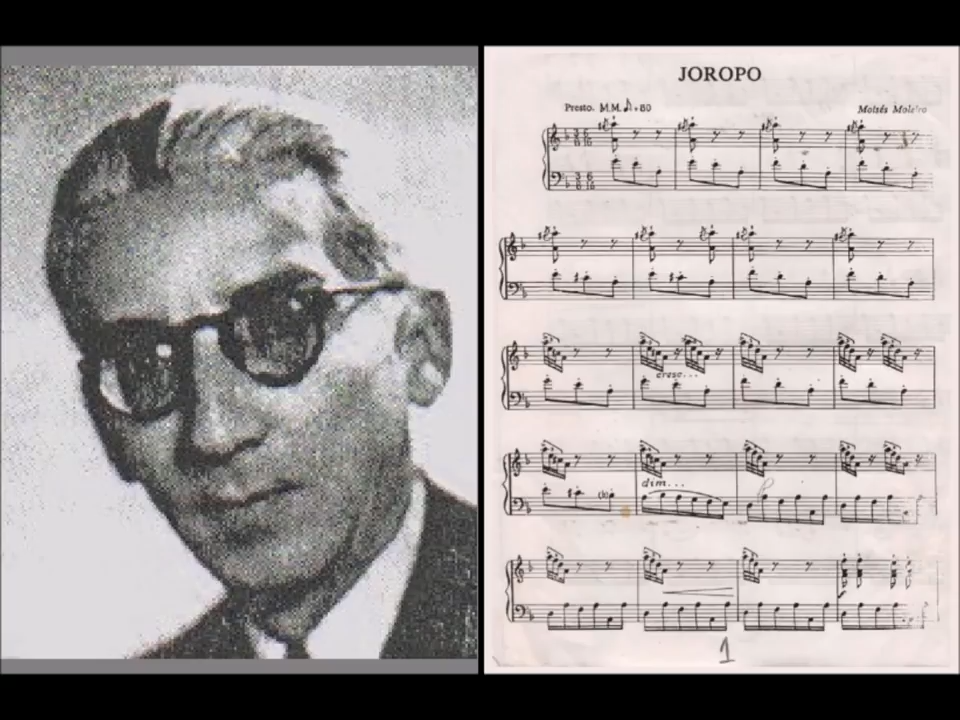 JOROPO
Presto. M.M. ♪=80
Moisés Moleiro
cresc...
dim...
1